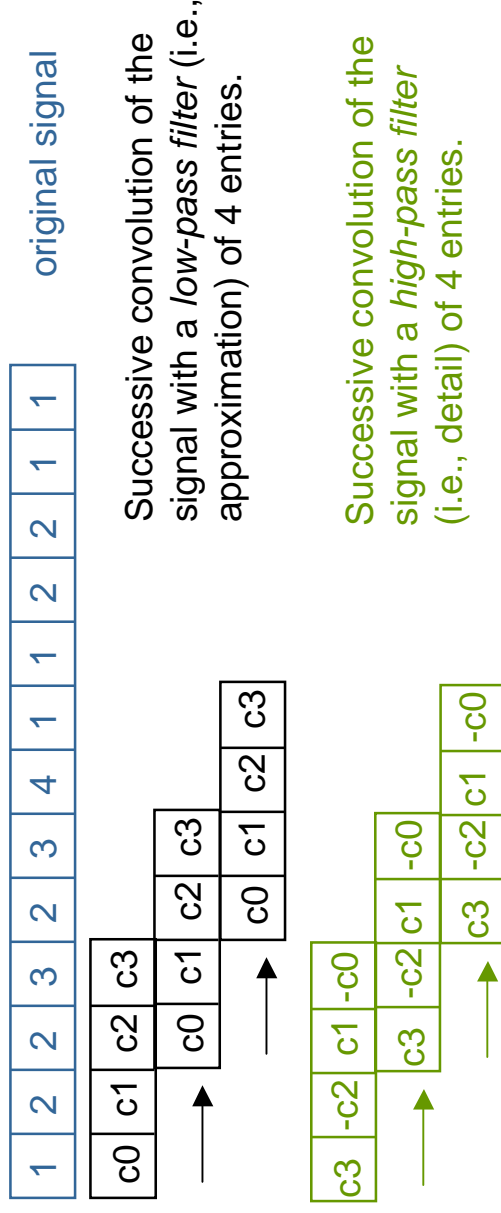 1 2 2 3 2 3 4 1 1 2 2 1 1
original signal
c0 c1 c2 c3
c0 c1 c2 c3
c0 c1 c2 c3
Successive convolution of the
signal with a low-pass filter (i.e.,
approximation) of 4 entries.
c3 -c2 c1 -c0
c3 -c2 c1 -c0
c3 -c2 c1 -c0
Successive convolution of the
signal with a high-pass filter
(i.e., detail) of 4 entries.